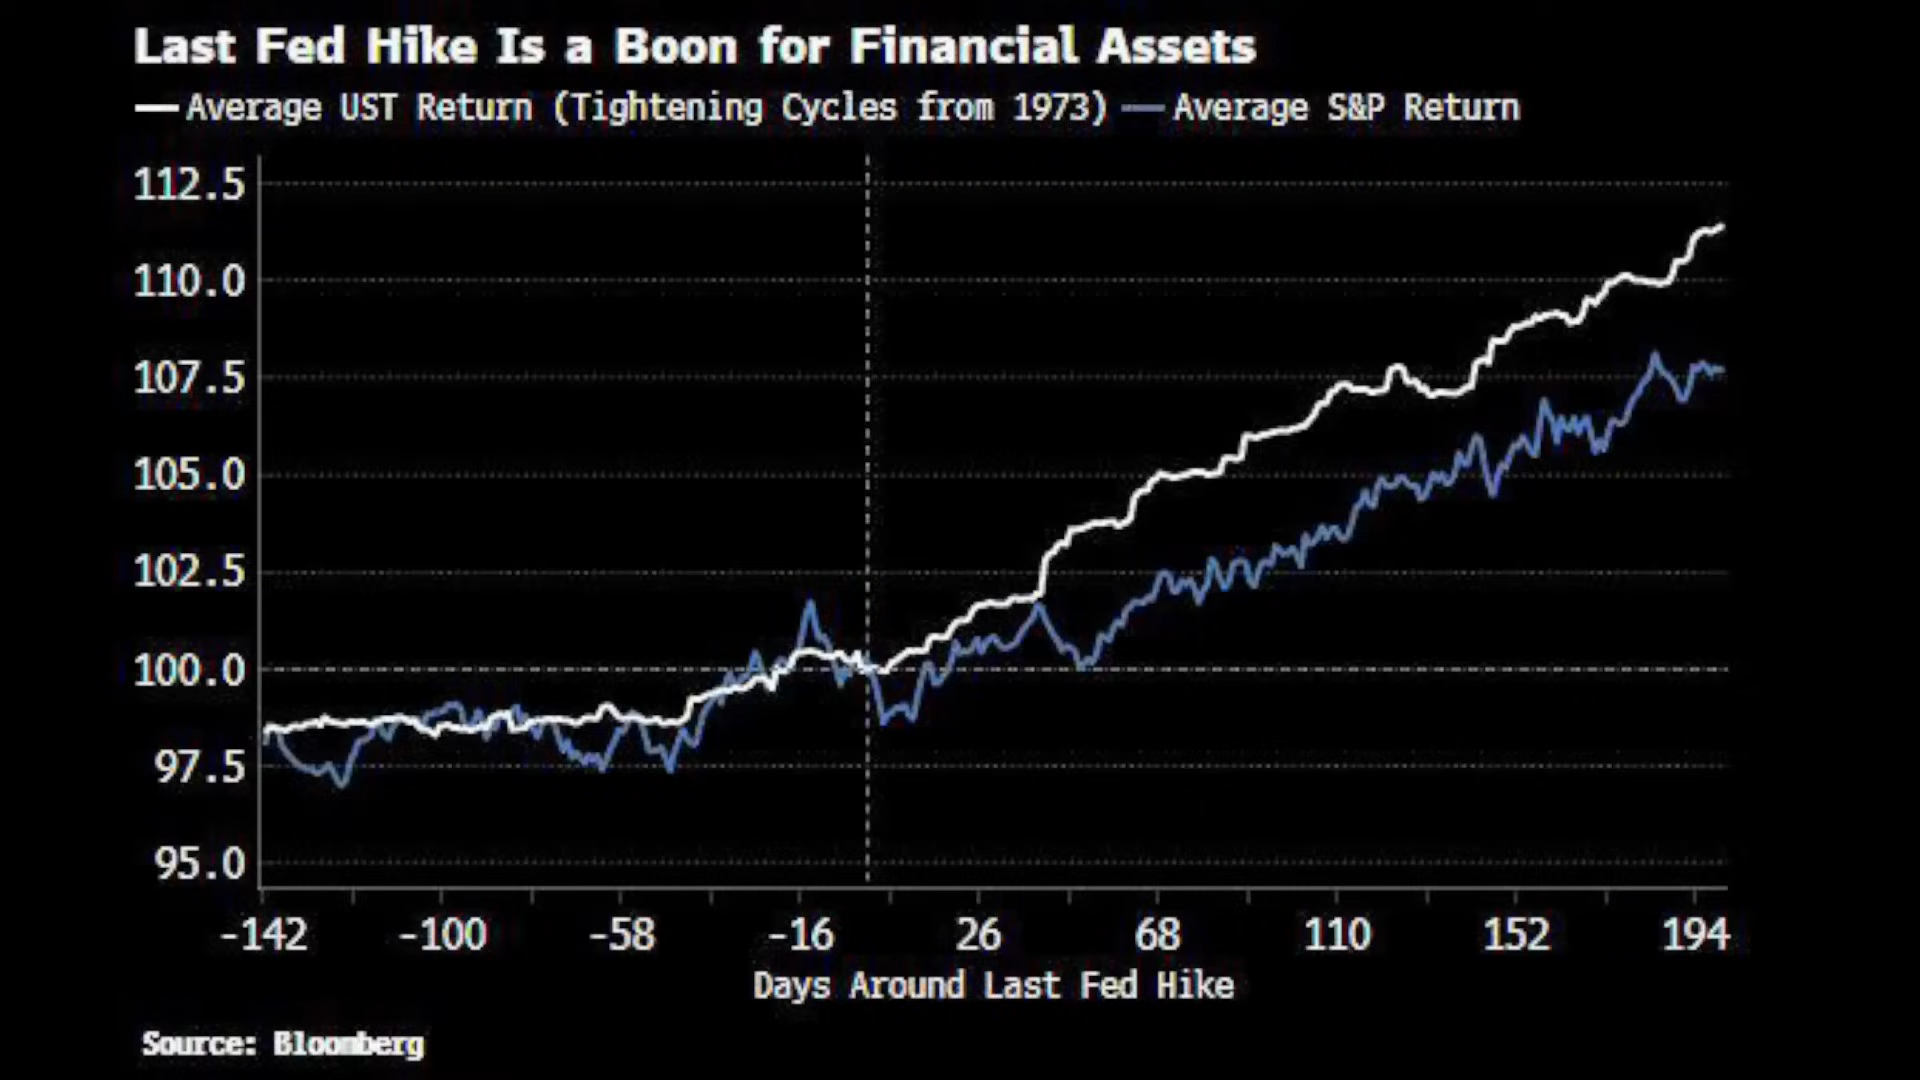 Last Fed Hike Is a Boon for Financial Assets
Average UST Return (Tightening Cycles from 1973) Average S&P Return
112.5
110.0
107.5
105.0
102.5
100.0
97.5
95.0
-142 -100 -58 -16 26 68 110 152 194
Days Around Last Fed Hike
Source: Bloomberg